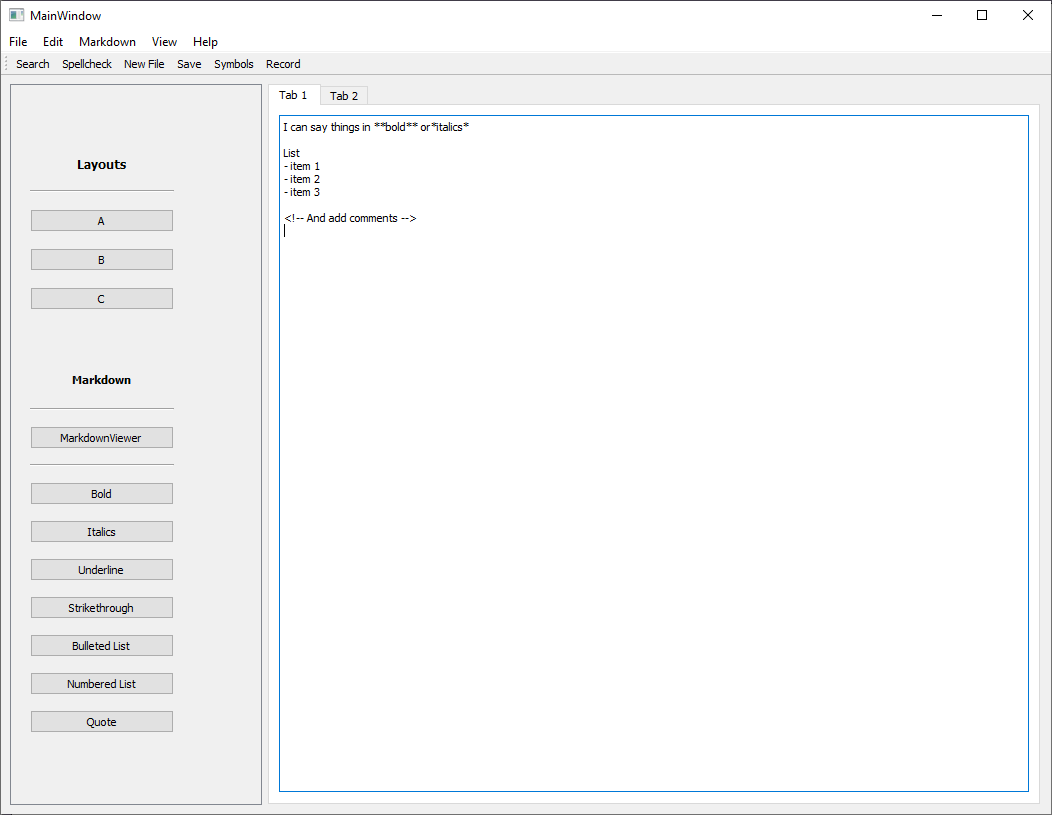 MainWindow
File Edit Markdown View Help
Search Spellcheck New File Save Symbols Record
Layouts
A
B
C
Markdown
MarkdownViewer
Bold
Italics
Underline
Strikethrough
Bulleted List
Numbered List
Quote
Tab 1 Tab 2
I can say things in **bold** or*italics*
List
- item 1
- item 2
- item 3
<!-- And add comments -->